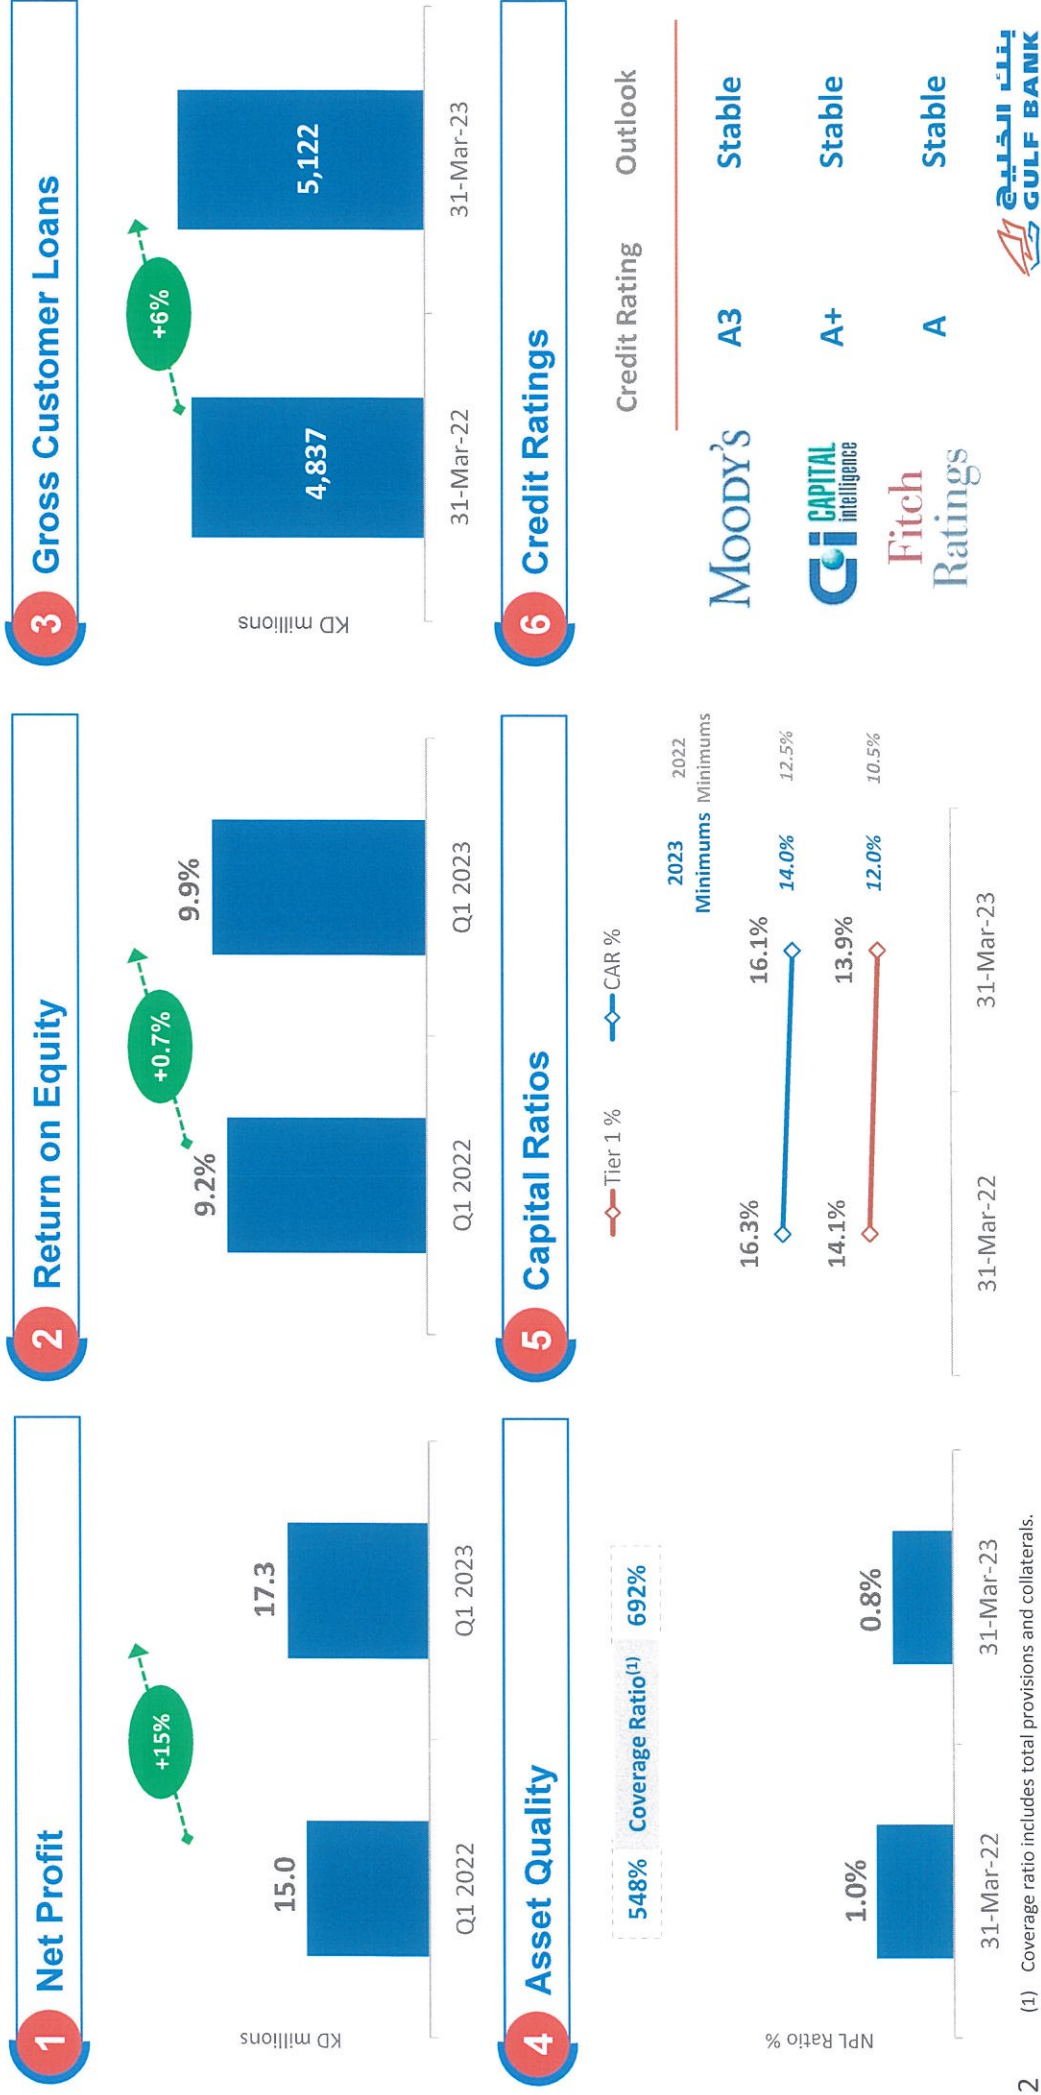 1 Net Profit
KD millions
+15%
15.0
17.3
Q1 2022
Q1 2023
2 Return on Equity
+0.7%
9.2%
9.9%
Q1 2022
Q1 2023
3 Gross Customer Loans
KD millions
+6%
4,837
5,122
31-Mar-22
31-Mar-23
4 Asset Quality
548% Coverage Ratio(1) 692%
NPL Ratio %
1.0%
0.8%
31-Mar-22
31-Mar-23
5 Capital Ratios
Tier 1 % CAR %
2023 2022
Minimums Minimums
16.3% 16.1% 14.0% 12.5%
14.1% 13.9% 12.0% 10.5%
31-Mar-22
31-Mar-23
6 Credit Ratings
Credit Rating Outlook
MOODY'S A3 Stable
Ci CAPITAL intelligence A+ Stable
Fitch Ratings A Stable
2
(1) Coverage ratio includes total provisions and collaterals.
بنك الخليج
GULF BANK